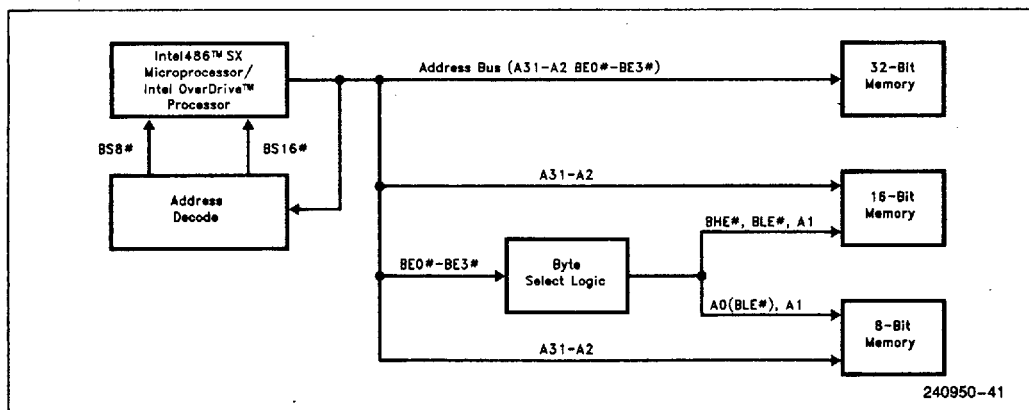 Intel486™ SX
Microprocessor/
Intel OverDrive™
Processor
Address Bus (A31-A2 BE0#-BE3#)
32-Bit
Memory
BS8#
BS16#
Address
Decode
A31-A2
16-Bit
Memory
BHE#, BLE#, A1
BE0#-BE3#
Byte
Select Logic
A0(BLE#), A1
8-Bit
Memory
A31-A2
240950-41